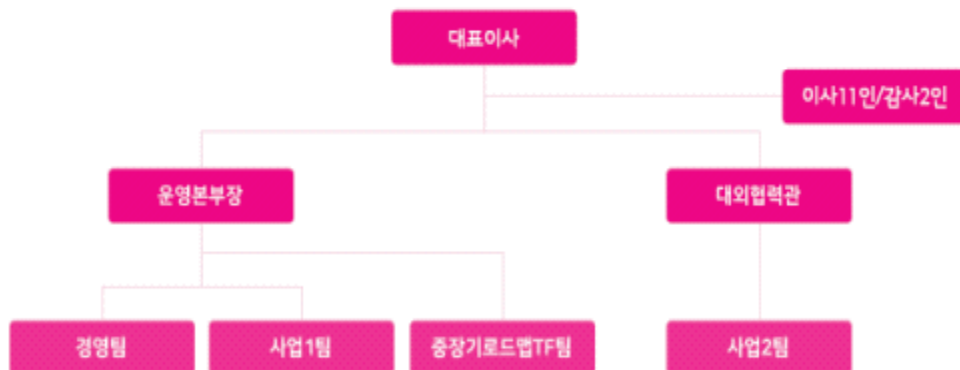 대표이사
이사11인/감사2인
운영본부장
대외협력관
경영팀
사업1팀
중장기로드맵TF팀
사업2팀